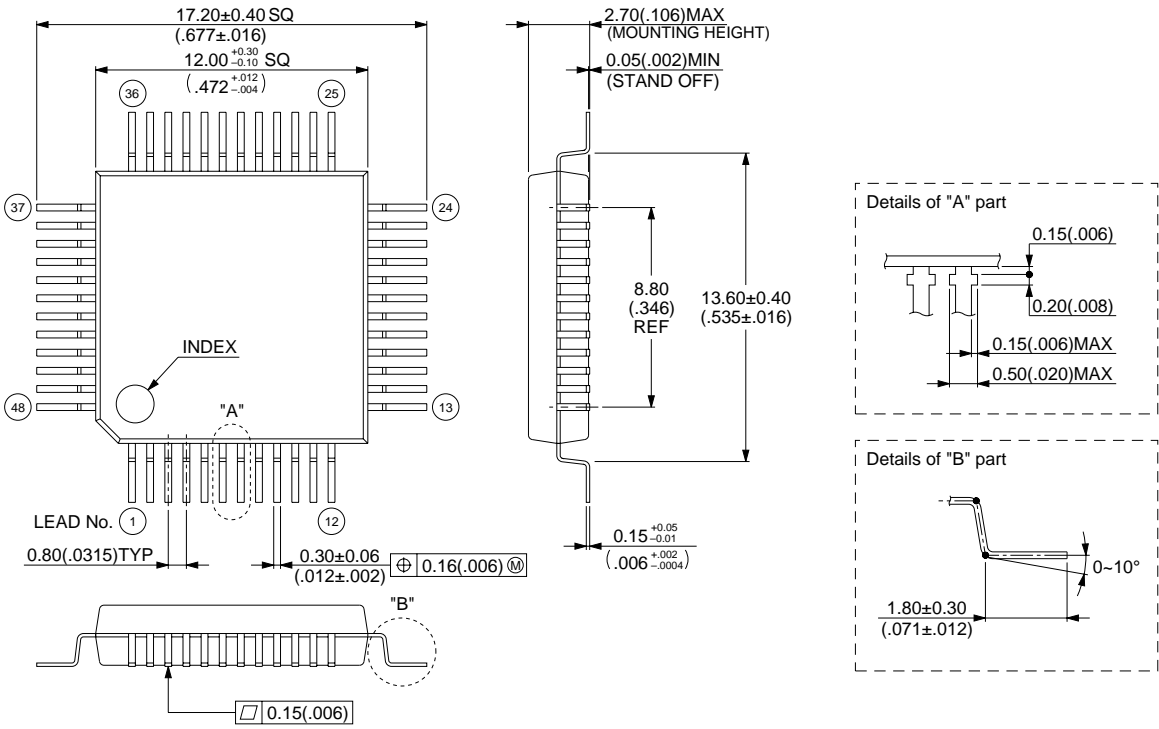 17.20±0.40 SQ
(.677±.016)
12.00 +0.30 −0.10 SQ
(.472 +.012 −.004)
2.70(.106)MAX
(MOUNTING HEIGHT)
0.05(.002)MIN
(STAND OFF)
36
25
37
24
INDEX
48
13
"A"
LEAD No.
1
12
0.80(.0315)TYP
0.30±0.06
(.012±.002)
⌖ 0.16(.006) Ⓜ
8.80
(.346)
REF
13.60±0.40
(.535±.016)
0.15 +0.05 −0.01
(.006 +.002 −.0004)
"B"
▱ 0.15(.006)
Details of "A" part
0.15(.006)
0.20(.008)
0.15(.006)MAX
0.50(.020)MAX
Details of "B" part
0~10°
1.80±0.30
(.071±.012)